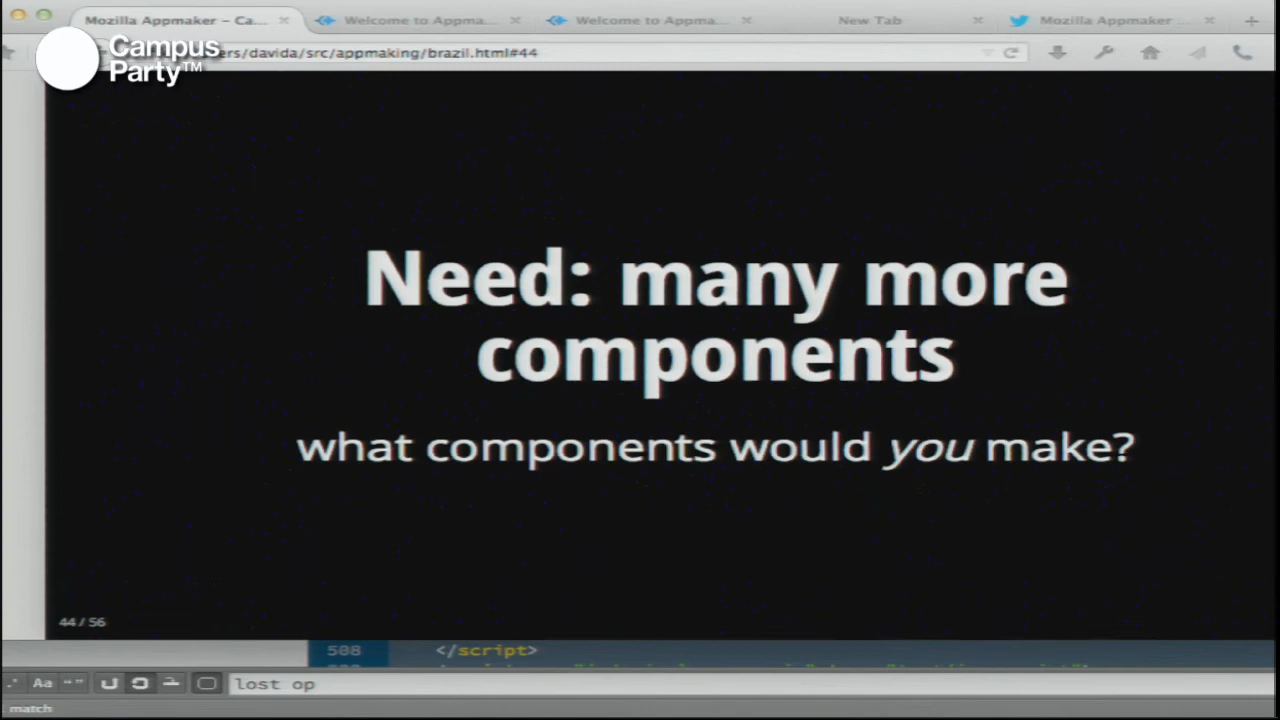 Mozilla Appmaker – Ca...
Welcome to Appma...
Welcome to Appma...
New Tab
Mozilla Appmaker ...
Campus
Party™
ers/davida/src/appmaking/brazil.html#44
Need: many more
components
what components would you make?
44 / 56
508 </script>
.* Aa “”
lost op
match